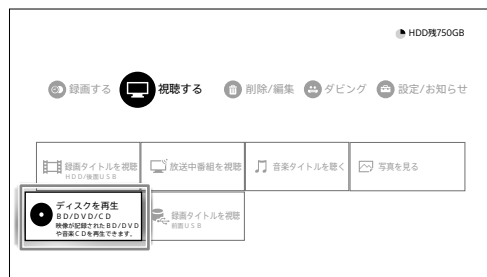 HDD残750GB
録画する 視聴する 削除/編集 ダビング 設定/お知らせ
録画タイトルを視聴
HDD/後面USB
放送中番組を視聴
音楽タイトルを聴く
写真を見る
ディスクを再生
BD/DVD/CD
映像が記録されたBD/DVD
や音楽CDを再生できます。
録画タイトルを視聴
前面USB